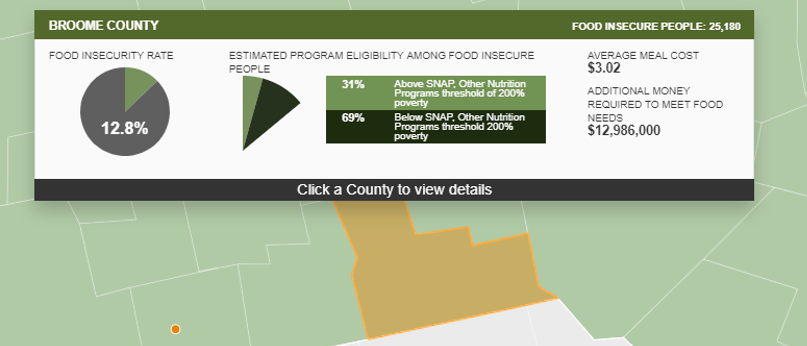 BROOME COUNTY
FOOD INSECURE PEOPLE: 25,180
FOOD INSECURITY RATE
12.8%
ESTIMATED PROGRAM ELIGIBILITY AMONG FOOD INSECURE
PEOPLE
31%
Above SNAP, Other Nutrition
Programs threshold of 200%
poverty
69%
Below SNAP, Other Nutrition
Programs threshold 200%
poverty
AVERAGE MEAL COST
$3.02
ADDITIONAL MONEY
REQUIRED TO MEET FOOD
NEEDS
$12,986,000
Click a County to view details